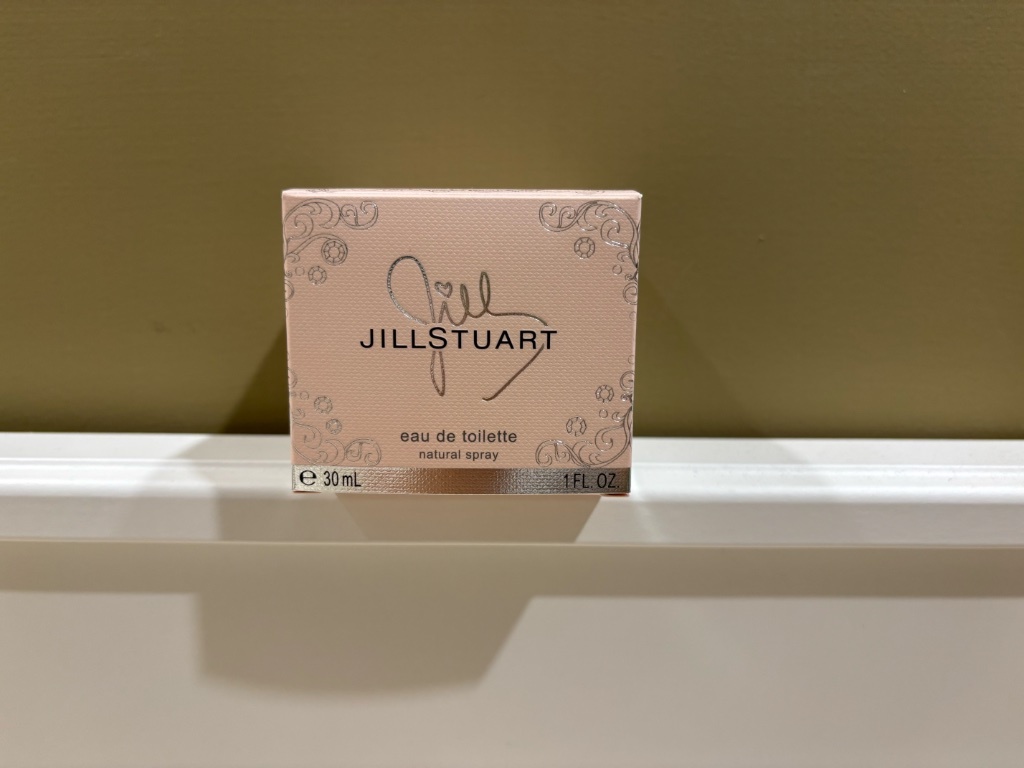 Jill
JILLSTUART
eau de toilette
natural spray
℮ 30 mL 1 FL. OZ.